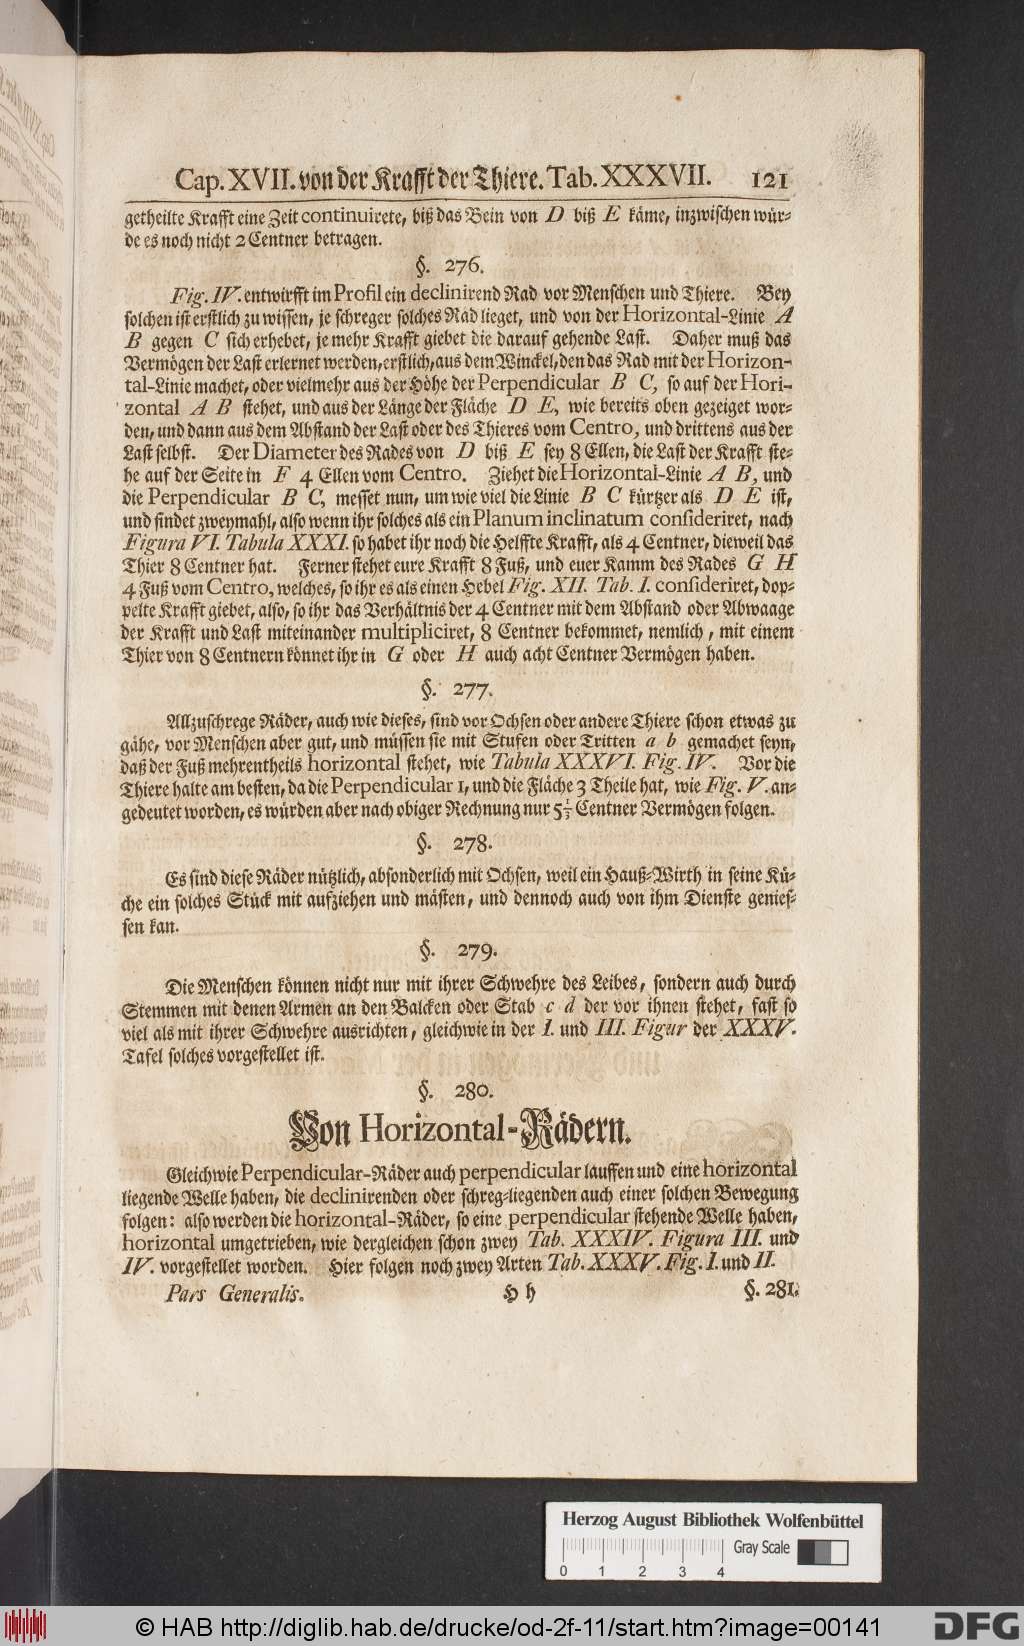 Cap. XVII. von der Krafft der Thiere. Tab. XXXVII. 121
getheilte Krafft eine Zeit continuirete, biß das Bein von D biß E käme, inzwischen wür-
de es noch nicht 2 Centner betragen.
§. 276.
Fig. IV. entwirfft im Profil ein declinirend Rad vor Menschen und Thiere. Bey
solchen ist erstlich zu wissen, je schreger solches Rad lieget, und von der Horizontal-Linie A
B gegen C sich erhebet, je mehr Krafft giebet die darauf gehende Last. Daher muß das
Vermögen der Last erlernet werden, erstlich, aus dem Winckel, den das Rad mit der Horizon-
tal-Linie machet, oder vielmehr aus der Höhe der Perpendicular B C, so auf der Hori-
zontal A B stehet, und aus der Länge der Fläche D E, wie bereits oben gezeiget wor-
den, und dann aus dem Abstand der Last oder des Thieres vom Centro, und drittens aus der
Last selbst. Der Diameter des Rades von D biß E sey 8 Ellen, die Last der Krafft ste-
he auf der Seite in F 4 Ellen vom Centro. Ziehet die Horizontal-Linie A B, und
die Perpendicular B C, messet nun, um wie viel die Linie B C kürtzer als D E ist,
und findet zweymahl, also wenn ihr solches als ein Planum inclinatum consideriret, nach
Figura VI. Tabula XXXI. so habet ihr noch die Helffte Krafft, als 4 Centner, dieweil das
Thier 8 Centner hat. Ferner stehet eure Krafft 8 Fuß, und euer Kamm des Rades G H
4 Fuß vom Centro, welches, so ihr es als einen Hebel Fig. XII. Tab. I. consideriret, dop-
pelte Krafft giebet, also, so ihr das Verhältnis der 4 Centner mit dem Abstand oder Abwaage
der Krafft und Last miteinander multipliciret, 8 Centner bekommet, nemlich, mit einem
Thier von 8 Centnern könnet ihr in G oder H auch acht Centner Vermögen haben.
§. 277.
Allzuschrege Räder, auch wie dieses, sind vor Ochsen oder andere Thiere schon etwas zu
gähe, vor Menschen aber gut, und müssen sie mit Stufen oder Tritten a b gemachet seyn,
daß der Fuß mehrentheils horizontal stehet, wie Tabula XXXVI. Fig. IV. Vor die
Thiere halte am besten, da die Perpendicular 1, und die Fläche 3 Theile hat, wie Fig. V. an-
gedeutet worden, es würden aber nach obiger Rechnung nur 5⅓ Centner Vermögen folgen.
§. 278.
Es sind diese Räder nützlich, absonderlich mit Ochsen, weil ein Hauß-Wirth in seine Kü-
che ein solches Stück mit aufziehen und mästen, und dennoch auch von ihm Dienste genies-
sen kan.
§. 279.
Die Menschen können nicht nur mit ihrer Schwehre des Leibes, sondern auch durch
Stemmen mit denen Armen an den Balcken oder Stab c d der vor ihnen stehet, fast so
viel als mit ihrer Schwehre ausrichten, gleichwie in der I. und III. Figur der XXXV.
Tafel solches vorgestellet ist.
§. 280.
Von Horizontal-Rädern.
Gleichwie Perpendicular-Räder auch perpendicular lauffen und eine horizontal
liegende Welle haben, die declinirenden oder schreg-liegenden auch einer solchen Bewegung
folgen: also werden die horizontal-Räder, so eine perpendicular stehende Welle haben,
horizontal umgetrieben, wie dergleichen schon zwey Tab. XXXIV. Figura III. und
IV. vorgestellet worden. Hier folgen noch zwey Arten Tab. XXXV. Fig. I. und II.
Pars Generalis. H h §. 281.
Herzog August Bibliothek Wolfenbüttel
Gray Scale
0 1 2 3 4
© HAB http://diglib.hab.de/drucke/od-2f-11/start.htm?image=00141
DFG